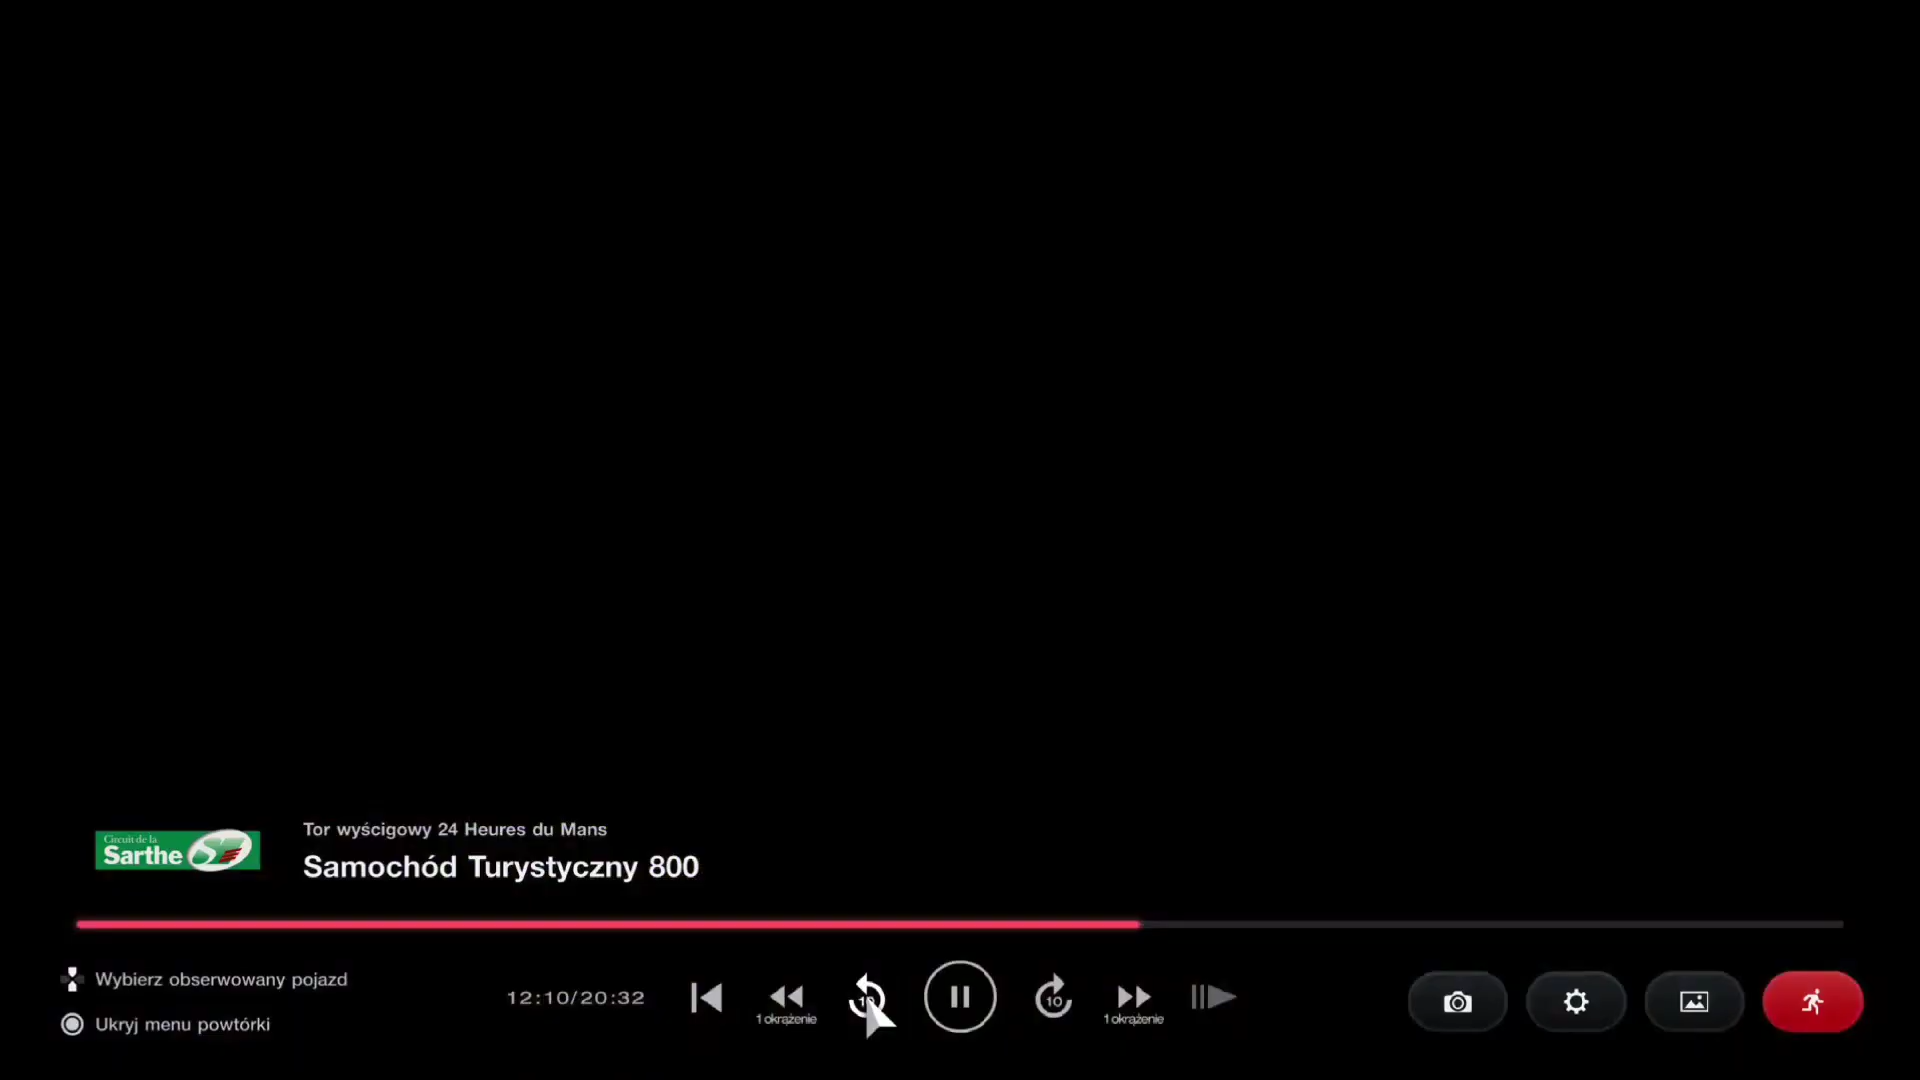 Tor wyścigowy 24 Heures du Mans
Circuit de la
Sarthe
Samochód Turystyczny 800
Wybierz obserwowany pojazd
Ukryj menu powtórki
12:10/20:32
1 okrążenie
10
10
1 okrążenie